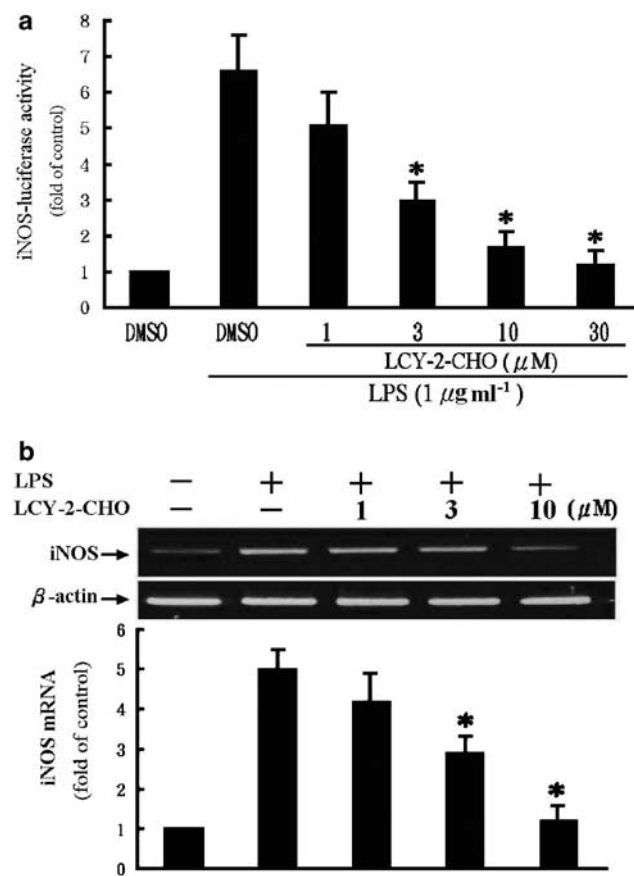 a
iNOS-luciferase activity
(fold of control)
8
7
6
5
4
3
2
1
0
* * *
DMSO DMSO 1 3 10 30
LCY-2-CHO (μM)
LPS (1 μg ml⁻¹)
b
LPS − + + + +
LCY-2-CHO − − 1 3 10 (μM)
iNOS
β-actin
iNOS mRNA
(fold of control)
6
5
4
3
2
1
0
* *